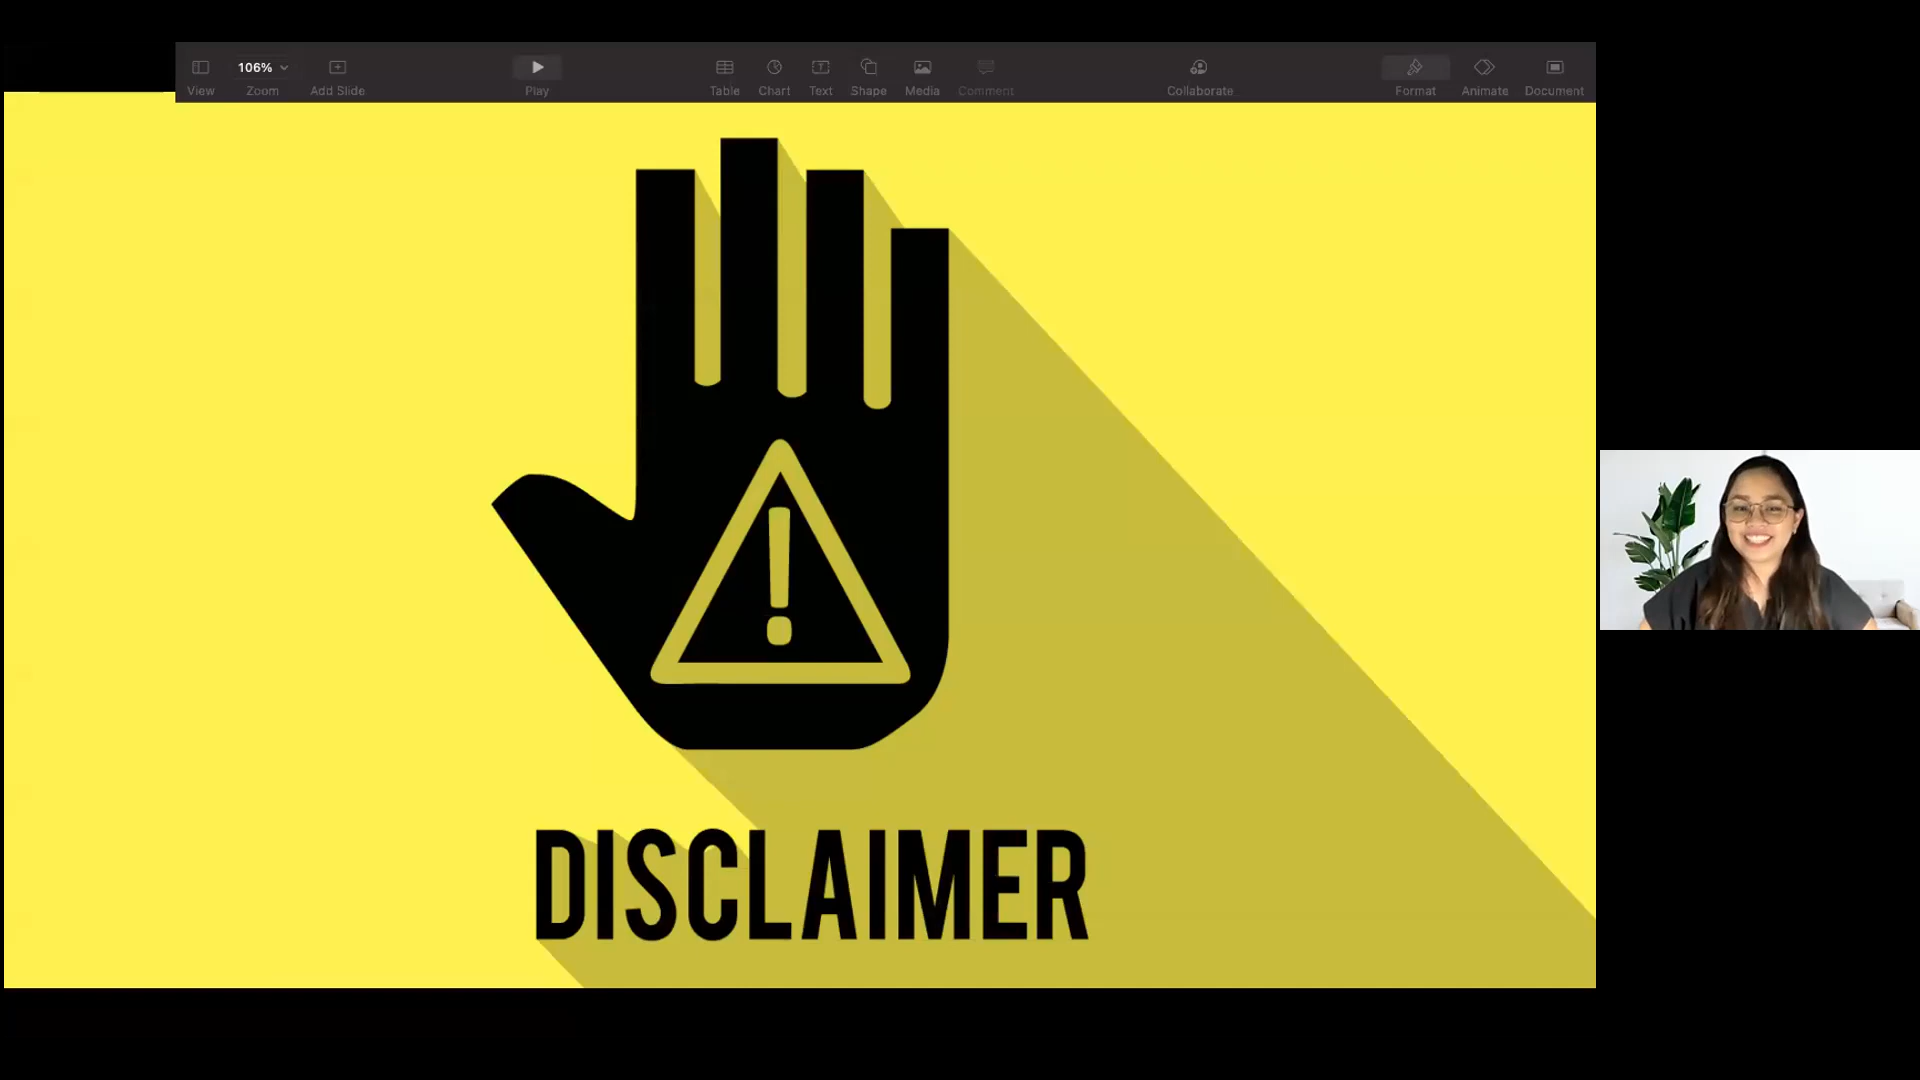 106%
View Zoom Add Slide Play Table Chart Text Shape Media Comment Collaborate Format Animate Document
!
DISCLAIMER